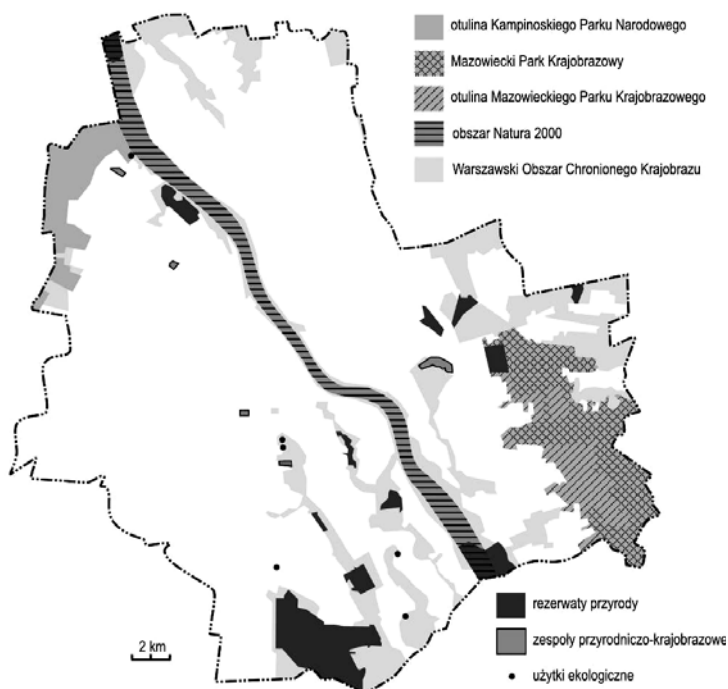 otulina Kampinoskiego Parku Narodowego
Mazowiecki Park Krajobrazowy
otulina Mazowieckiego Parku Krajobrazowego
obszar Natura 2000
Warszawski Obszar Chronionego Krajobrazu
2 km
rezerwaty przyrody
zespoły przyrodniczo-krajobrazowe
użytki ekologiczne